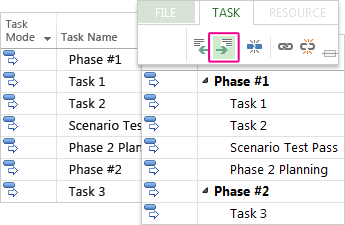 FILE TASK RESOURCE
Task Mode Task Name
Phase #1
Task 1
Task 2
Scenario Test
Phase 2 Planni
Phase #2
Task 3
Phase #1
Task 1
Task 2
Scenario Test Pass
Phase 2 Planning
Phase #2
Task 3